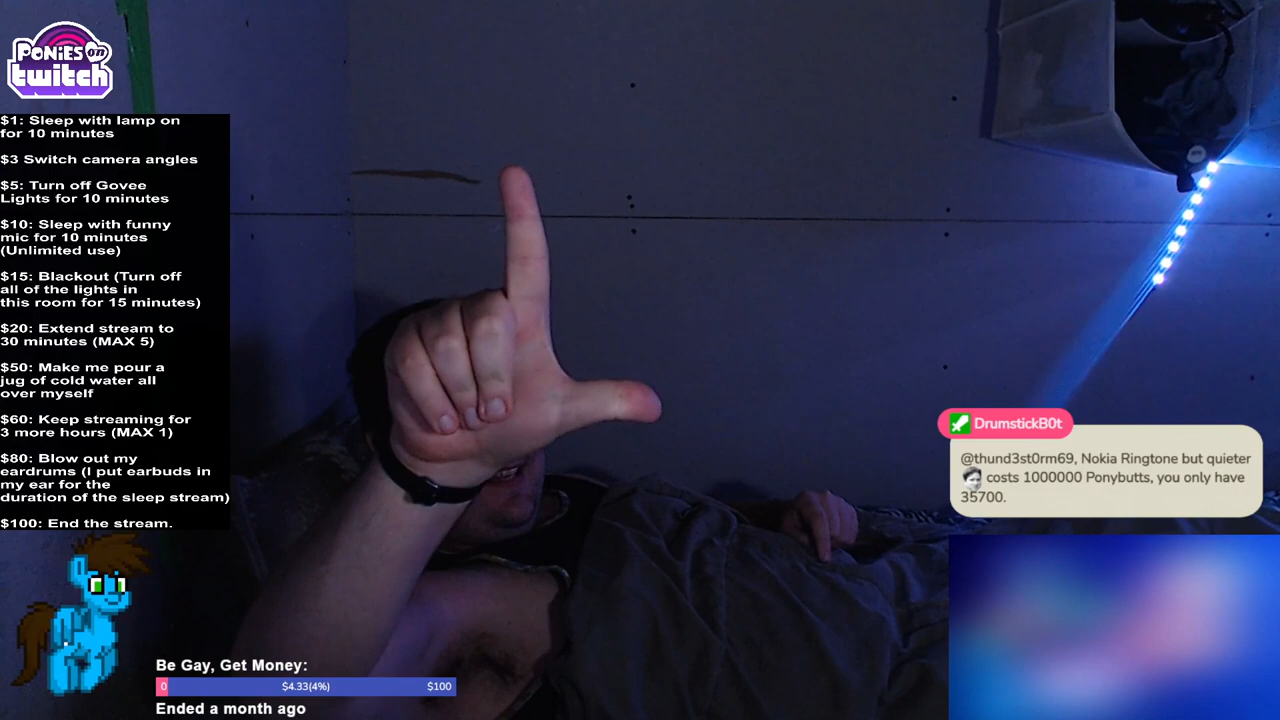 PONiES on
twitch
$1: Sleep with lamp on
for 10 minutes
$3 Switch camera angles
$5: Turn off Govee
Lights for 10 minutes
$10: Sleep with funny
mic for 10 minutes
(Unlimited use)
$15: Blackout (Turn off
all of the lights in
this room for 15 minutes)
$20: Extend stream to
30 minutes (MAX 5)
$50: Make me pour a
jug of cold water all
over myself
$60: Keep streaming for
3 more hours (MAX 1)
$80: Blow out my
eardrums (I put earbuds in
my ear for the
duration of the sleep stream)
$100: End the stream.
DrumstickB0t
@thund3st0rm69, Nokia Ringtone but quieter
costs 1000000 Ponybutts, you only have
35700.
Be Gay, Get Money:
0 $4.33(4%) $100
Ended a month ago